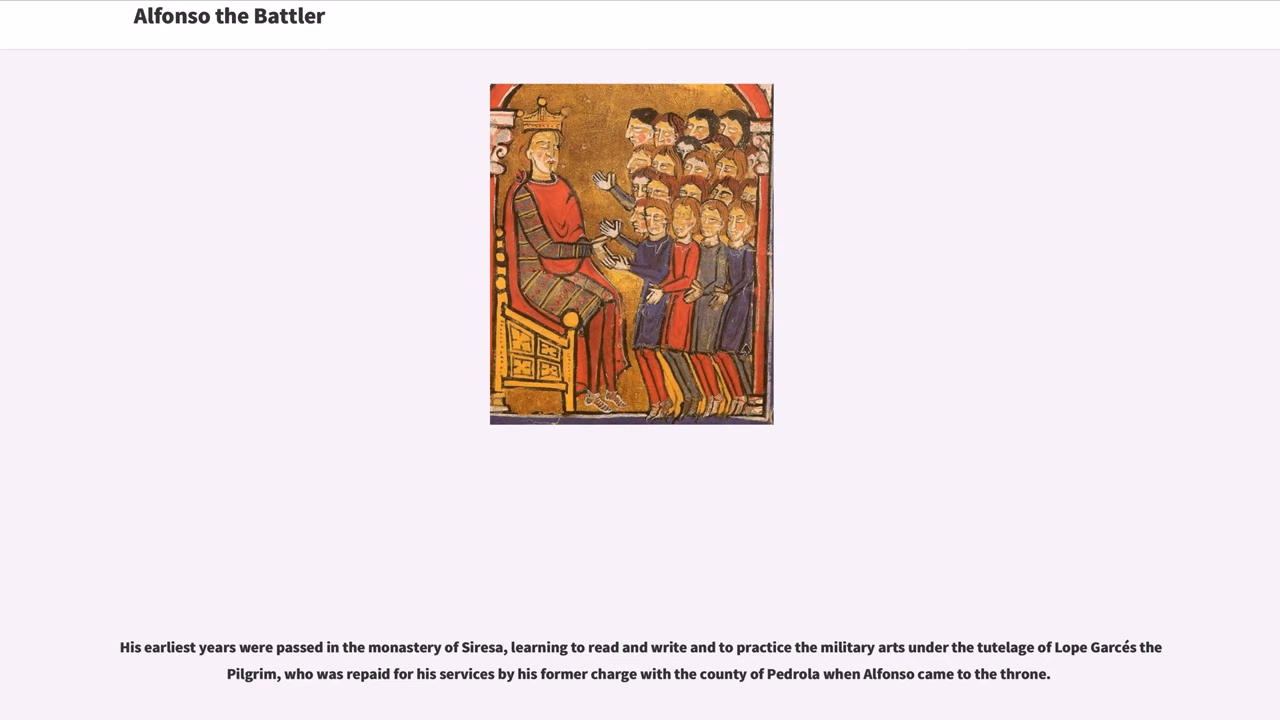 Alfonso the Battler
His earliest years were passed in the monastery of Siresa, learning to read and write and to practice the military arts under the tutelage of Lope Garcés the
Pilgrim, who was repaid for his services by his former charge with the county of Pedrola when Alfonso came to the throne.